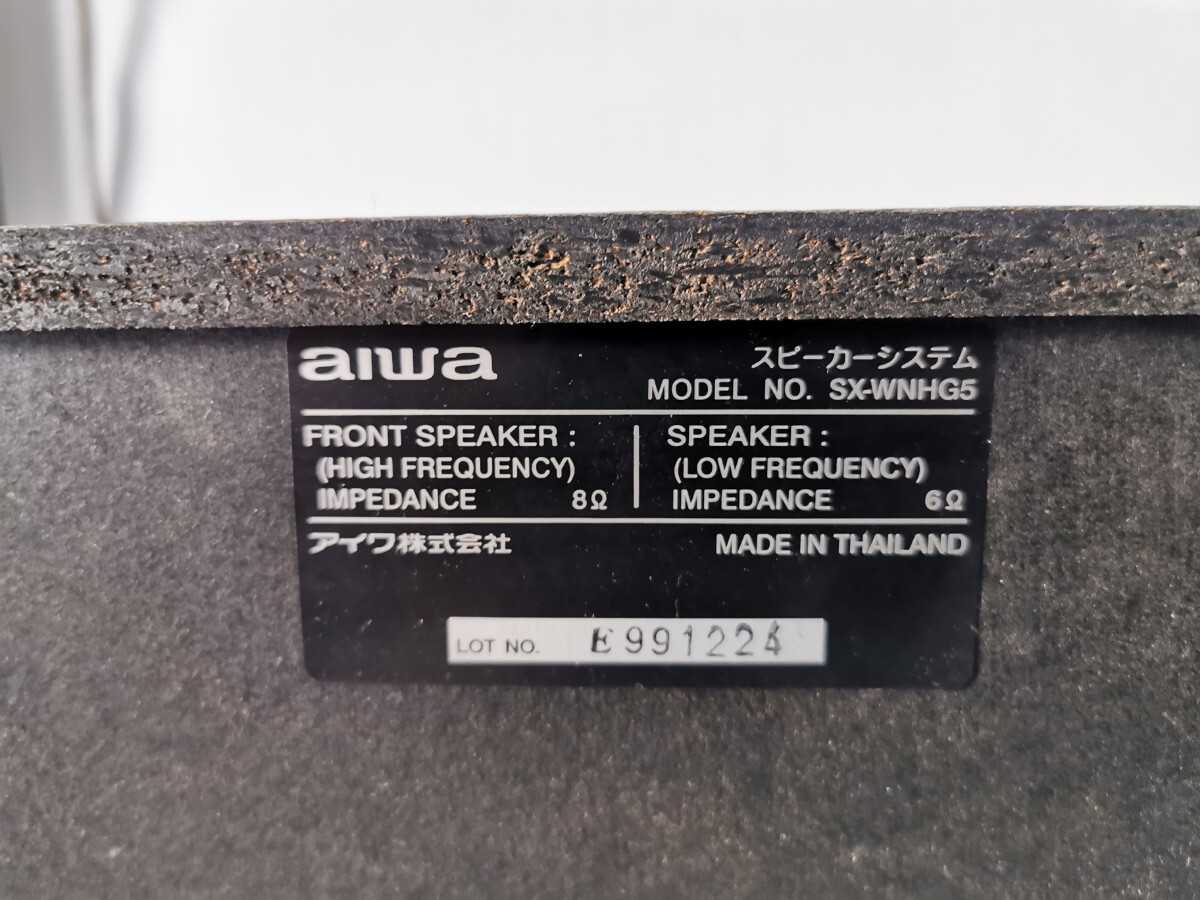 aiwa
スピーカーシステム
MODEL NO. SX-WNHG5
FRONT SPEAKER :
(HIGH FREQUENCY)
IMPEDANCE 8Ω
SPEAKER :
(LOW FREQUENCY)
IMPEDANCE 6Ω
アイワ株式会社
MADE IN THAILAND
LOT NO. E991224